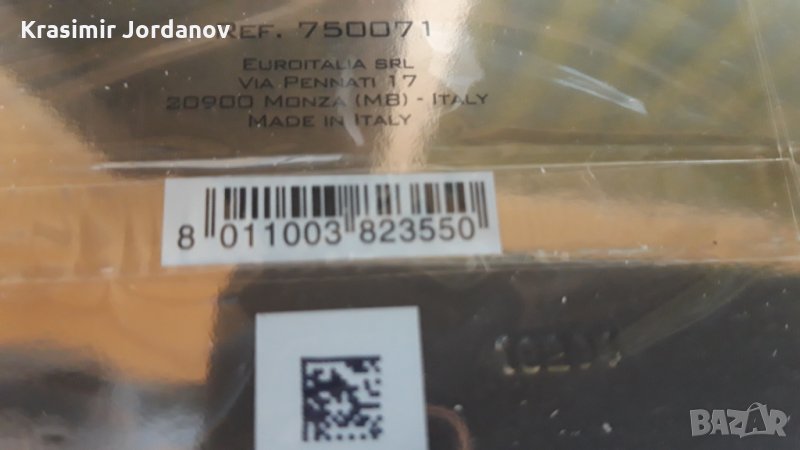 Krasimir Jordanov
Ref. 750071
Euroitalia srl
Via Pennati 17
20900 Monza (MB) - Italy
Made in Italy
8 011003 823550
BAZAR